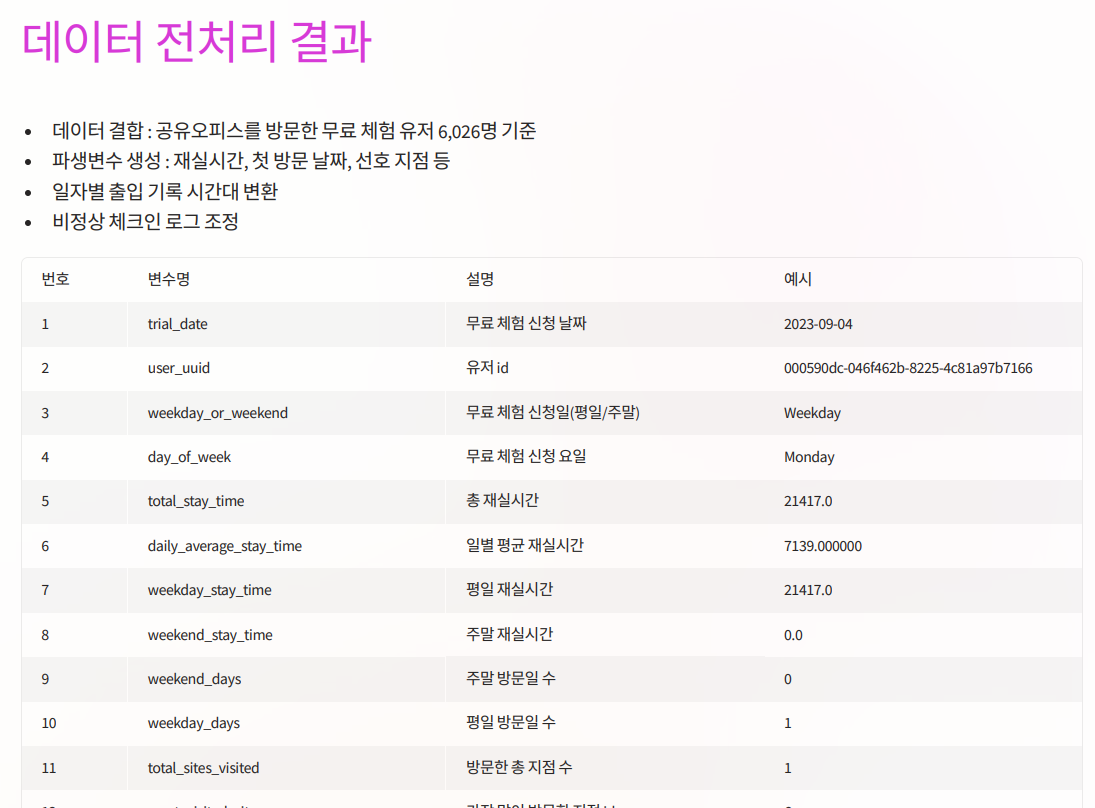 데이터 전처리 결과
• 데이터 결합 : 공유오피스를 방문한 무료 체험 유저 6,026명 기준
• 파생변수 생성 : 재실시간, 첫 방문 날짜, 선호 지점 등
• 일자별 출입 기록 시간대 변환
• 비정상 체크인 로그 조정
번호 변수명 설명 예시
1 trial_date 무료 체험 신청 날짜 2023-09-04
2 user_uuid 유저 id 000590dc-046f462b-8225-4c81a97b7166
3 weekday_or_weekend 무료 체험 신청일(평일/주말) Weekday
4 day_of_week 무료 체험 신청 요일 Monday
5 total_stay_time 총 재실시간 21417.0
6 daily_average_stay_time 일별 평균 재실시간 7139.000000
7 weekday_stay_time 평일 재실시간 21417.0
8 weekend_stay_time 주말 재실시간 0.0
9 weekend_days 주말 방문일 수 0
10 weekday_days 평일 방문일 수 1
11 total_sites_visited 방문한 총 지점 수 1